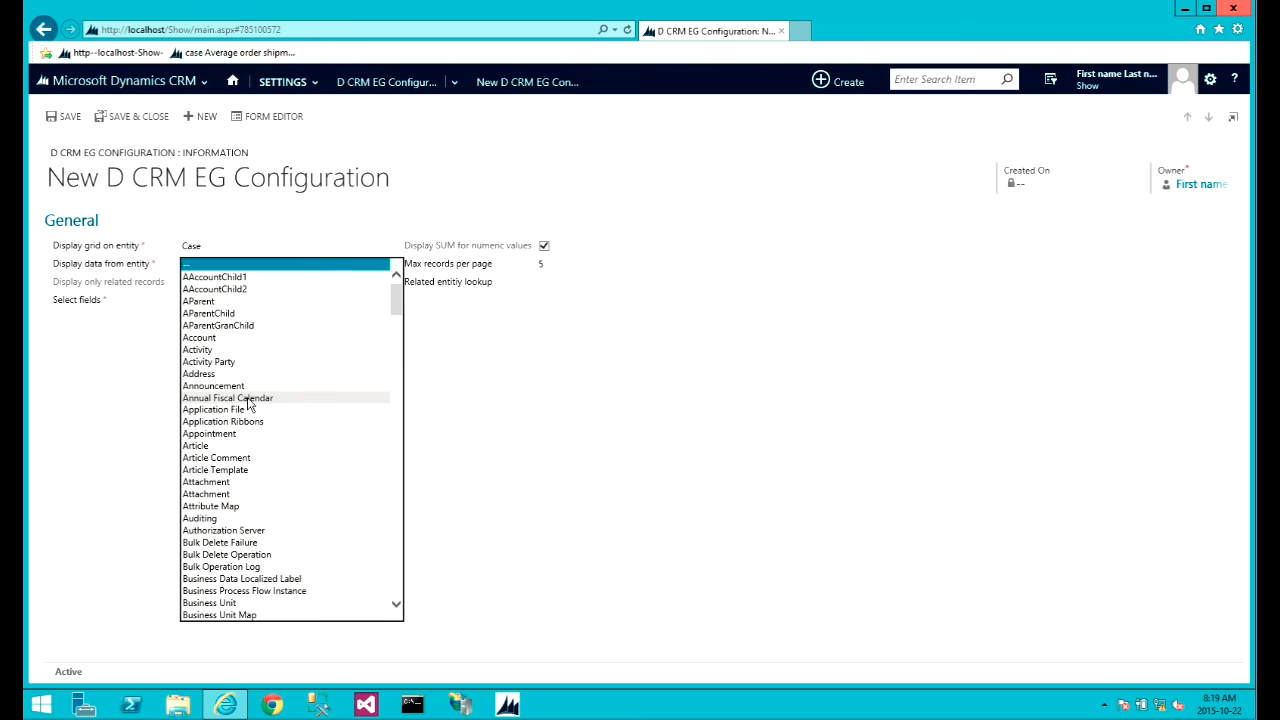 http://localhost/Show/main.aspx#785100572
D CRM EG Configuration: N...
http--localhost-Show-
case Average order shipm...
Microsoft Dynamics CRM
SETTINGS
D CRM EG Configur...
New D CRM EG Con...
Create
Enter Search Item
First name Last n...
Show
?
SAVE
SAVE & CLOSE
NEW
FORM EDITOR
D CRM EG CONFIGURATION : INFORMATION
New D CRM EG Configuration
Created On
--
Owner*
First name
General
Display grid on entity *
Case
Display SUM for numeric values
Display data from entity *
--
Max records per page
5
Display only related records
Related entitiy lookup
Select fields *
AAccountChild1
AAccountChild2
AParent
AParentChild
AParentGranChild
Account
Activity
Activity Party
Address
Announcement
Annual Fiscal Calendar
Application File
Application Ribbons
Appointment
Article
Article Comment
Article Template
Attachment
Attachment
Attribute Map
Auditing
Authorization Server
Bulk Delete Failure
Bulk Delete Operation
Bulk Operation Log
Business Data Localized Label
Business Process Flow Instance
Business Unit
Business Unit Map
Active
8:19 AM
2015-10-22